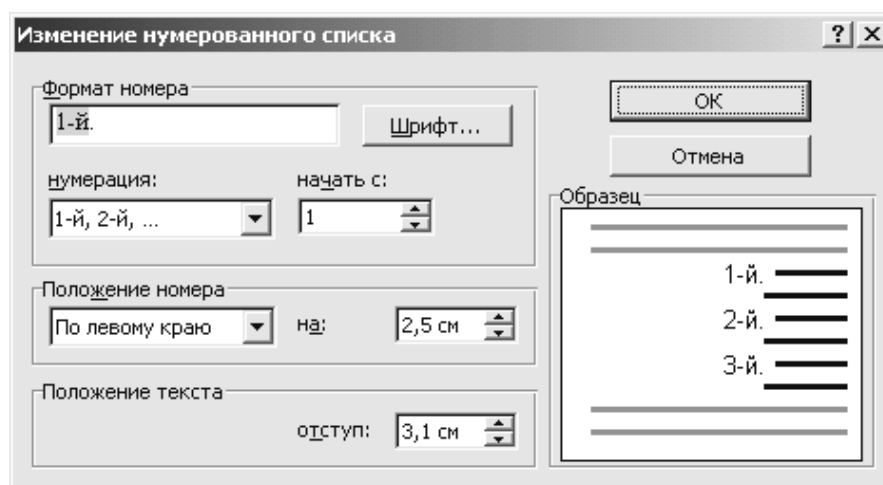 Изменение нумерованного списка
Формат номера
1-й.
Шрифт...
нумерация:
начать с:
1-й, 2-й, ...
1
Положение номера
По левому краю
на:
2,5 см
Положение текста
отступ:
3,1 см
ОК
Отмена
Образец
1-й.
2-й.
3-й.